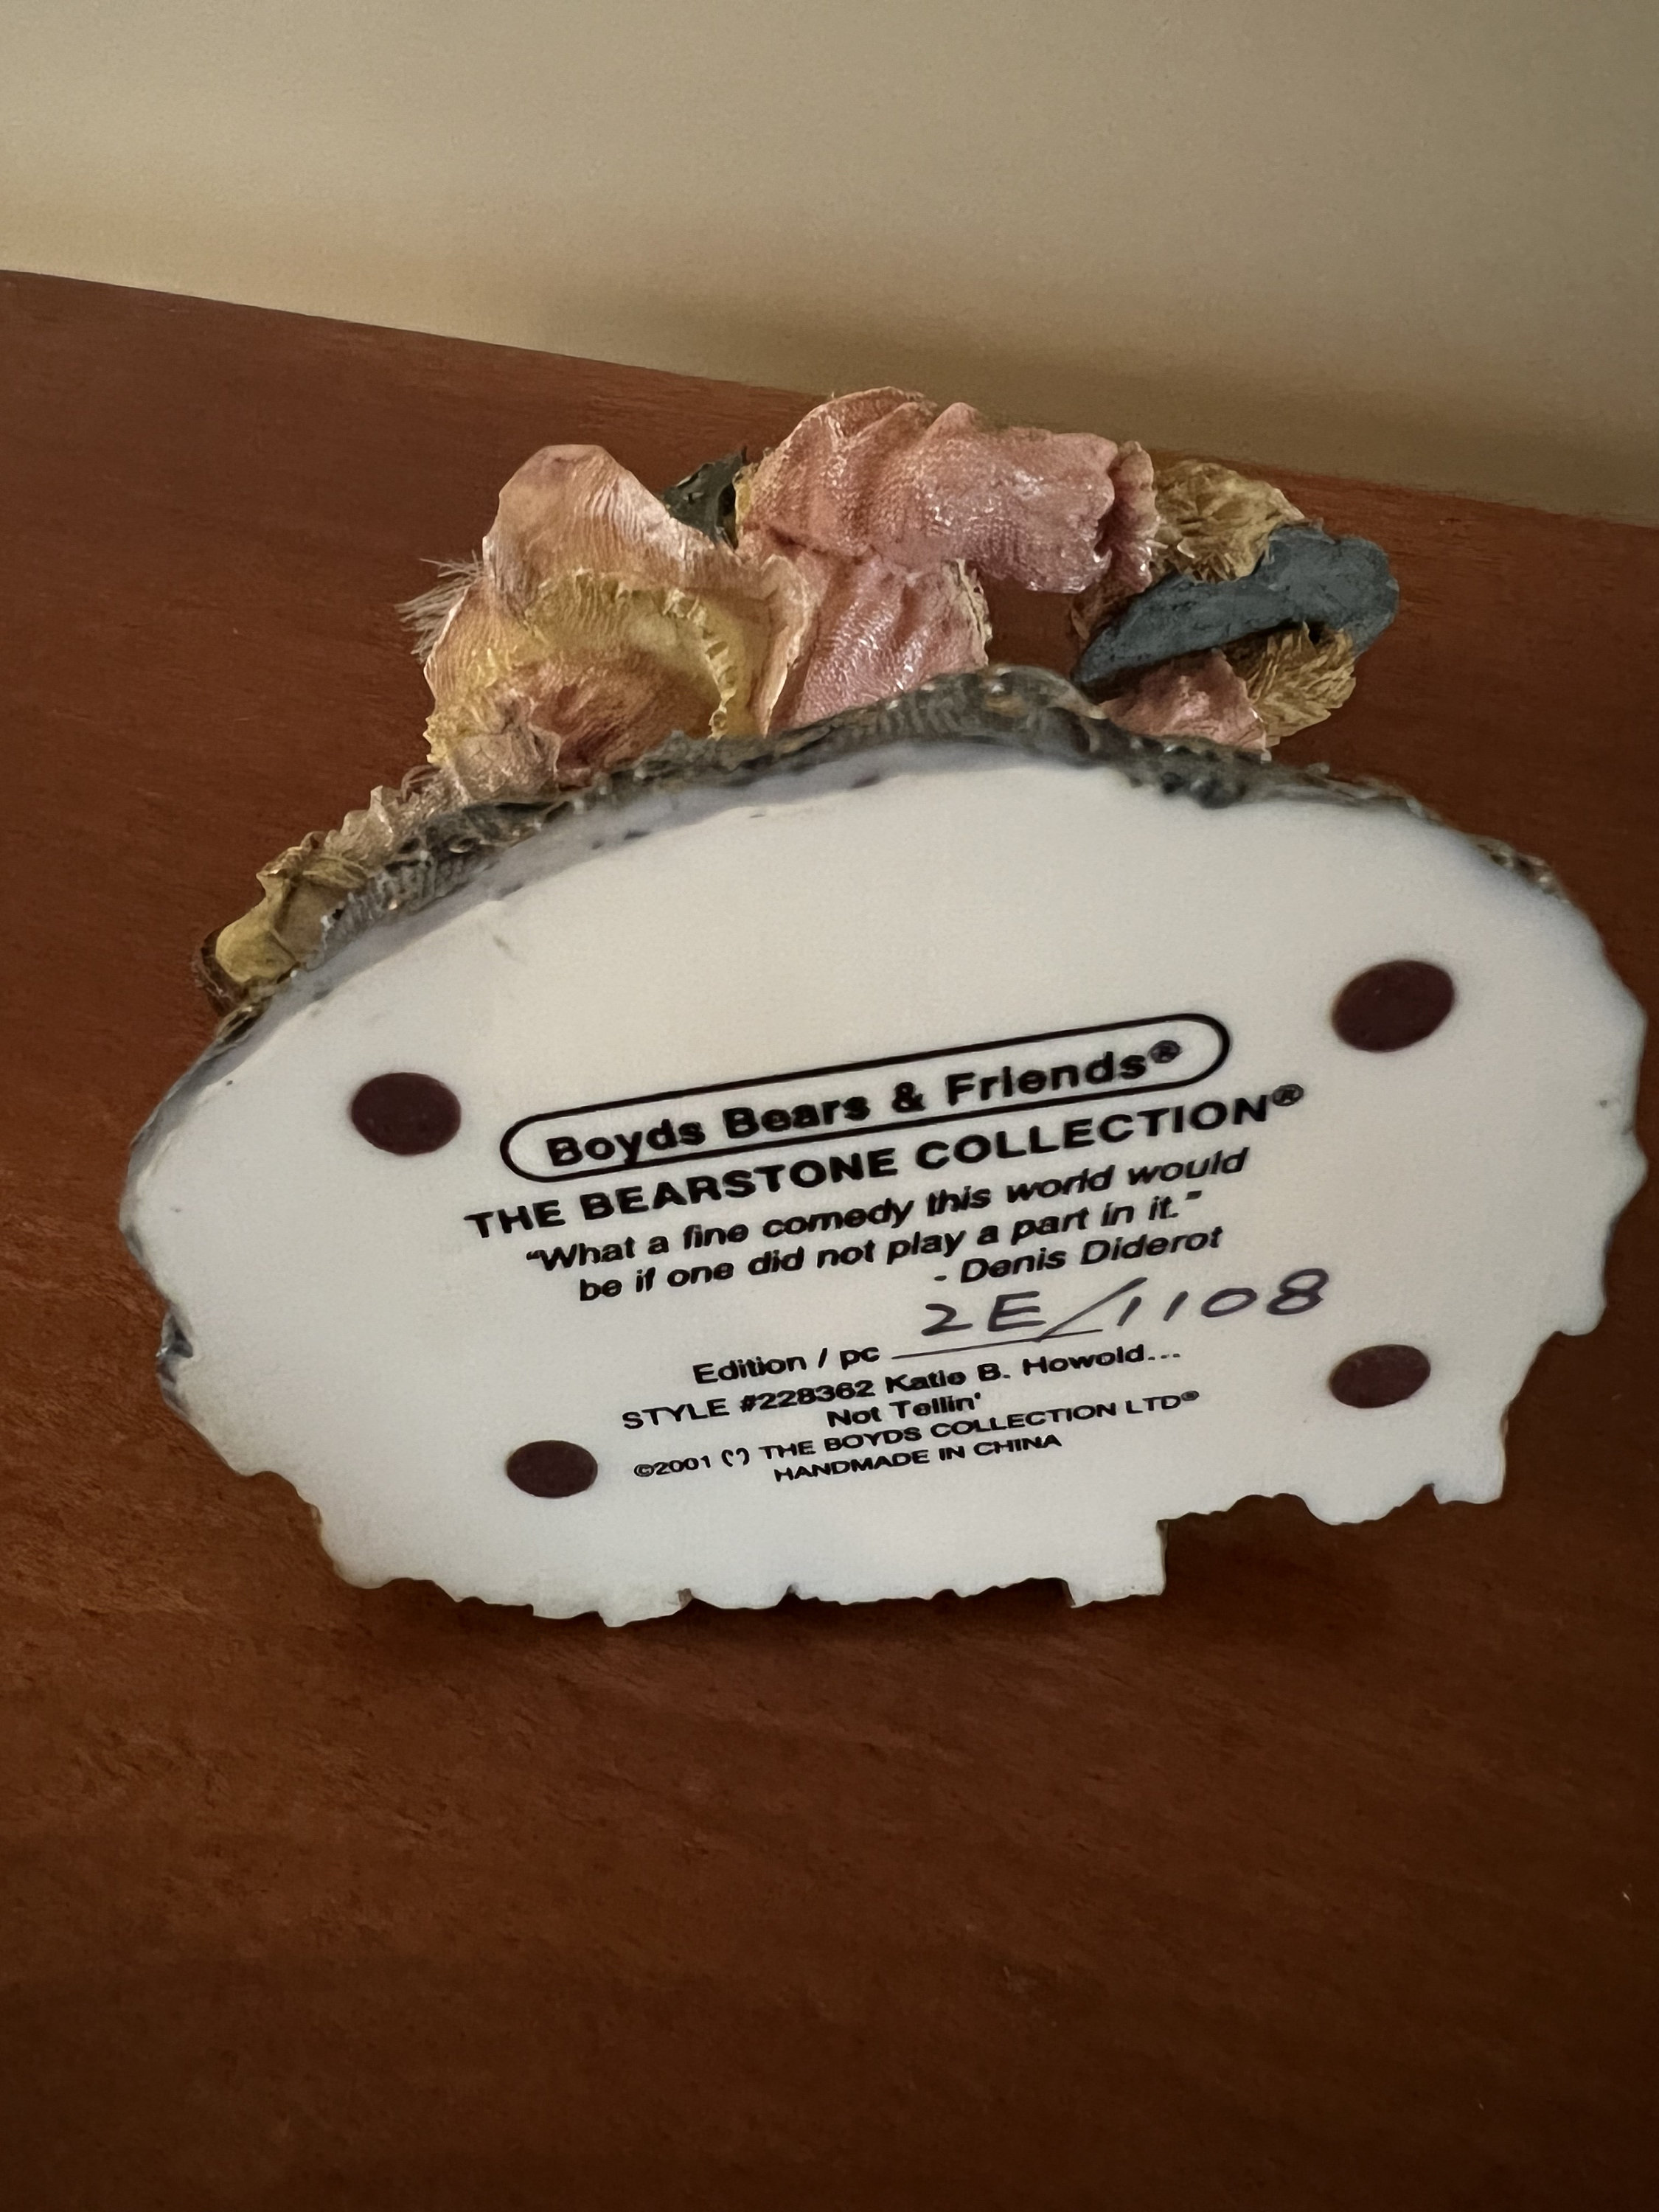 Boyds Bears & Friends®
THE BEARSTONE COLLECTION®
"What a fine comedy this world would
be if one did not play a part in it."
- Denis Diderot
Edition / pc 2E/1108
STYLE #228362 Katie B. Howold...
Not Tellin'
©2001 (') THE BOYDS COLLECTION LTD®
HANDMADE IN CHINA